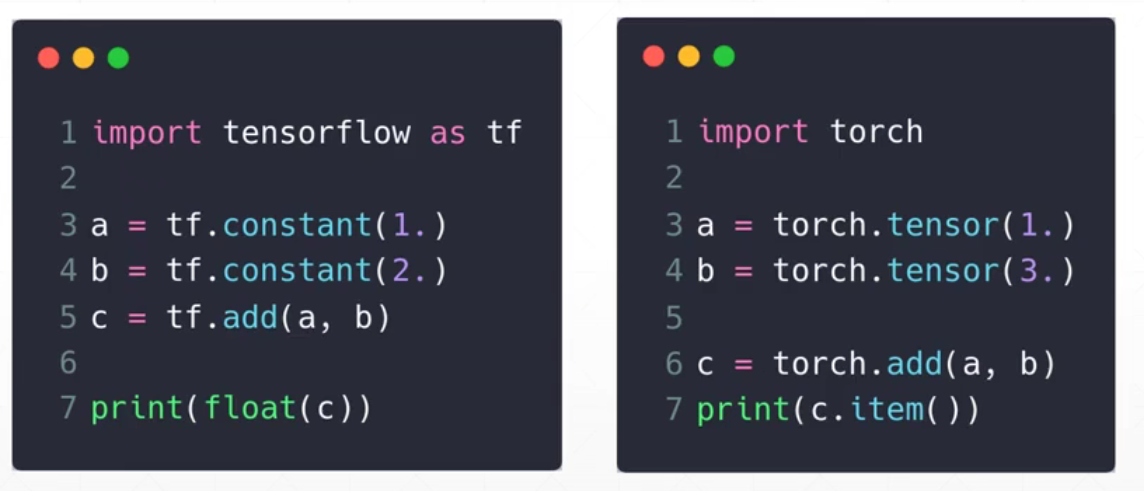 1 import tensorflow as tf
2
3 a = tf.constant(1.)
4 b = tf.constant(2.)
5 c = tf.add(a, b)
6
7 print(float(c))
1 import torch
2
3 a = torch.tensor(1.)
4 b = torch.tensor(3.)
5
6 c = torch.add(a, b)
7 print(c.item())